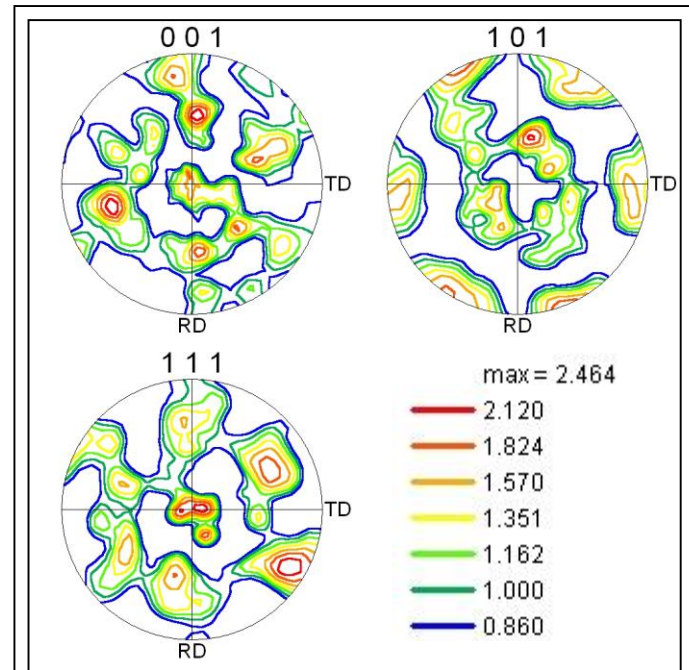 0 0 1
1 0 1
TD
TD
RD
RD
1 1 1
TD
RD
max = 2.464
2.120
1.824
1.570
1.351
1.162
1.000
0.860